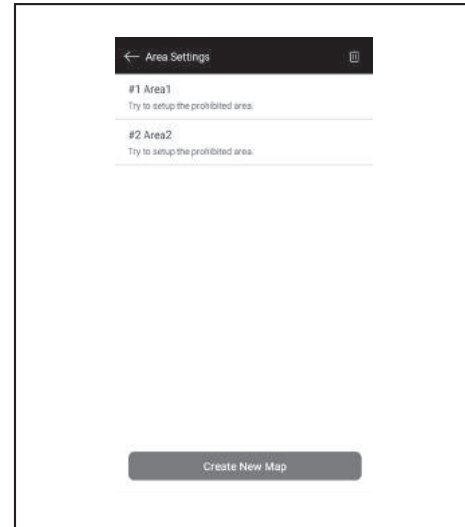 Area Settings
#1 Area1
Try to setup the prohibited area.
#2 Area2
Try to setup the prohibited area.
Create New Map